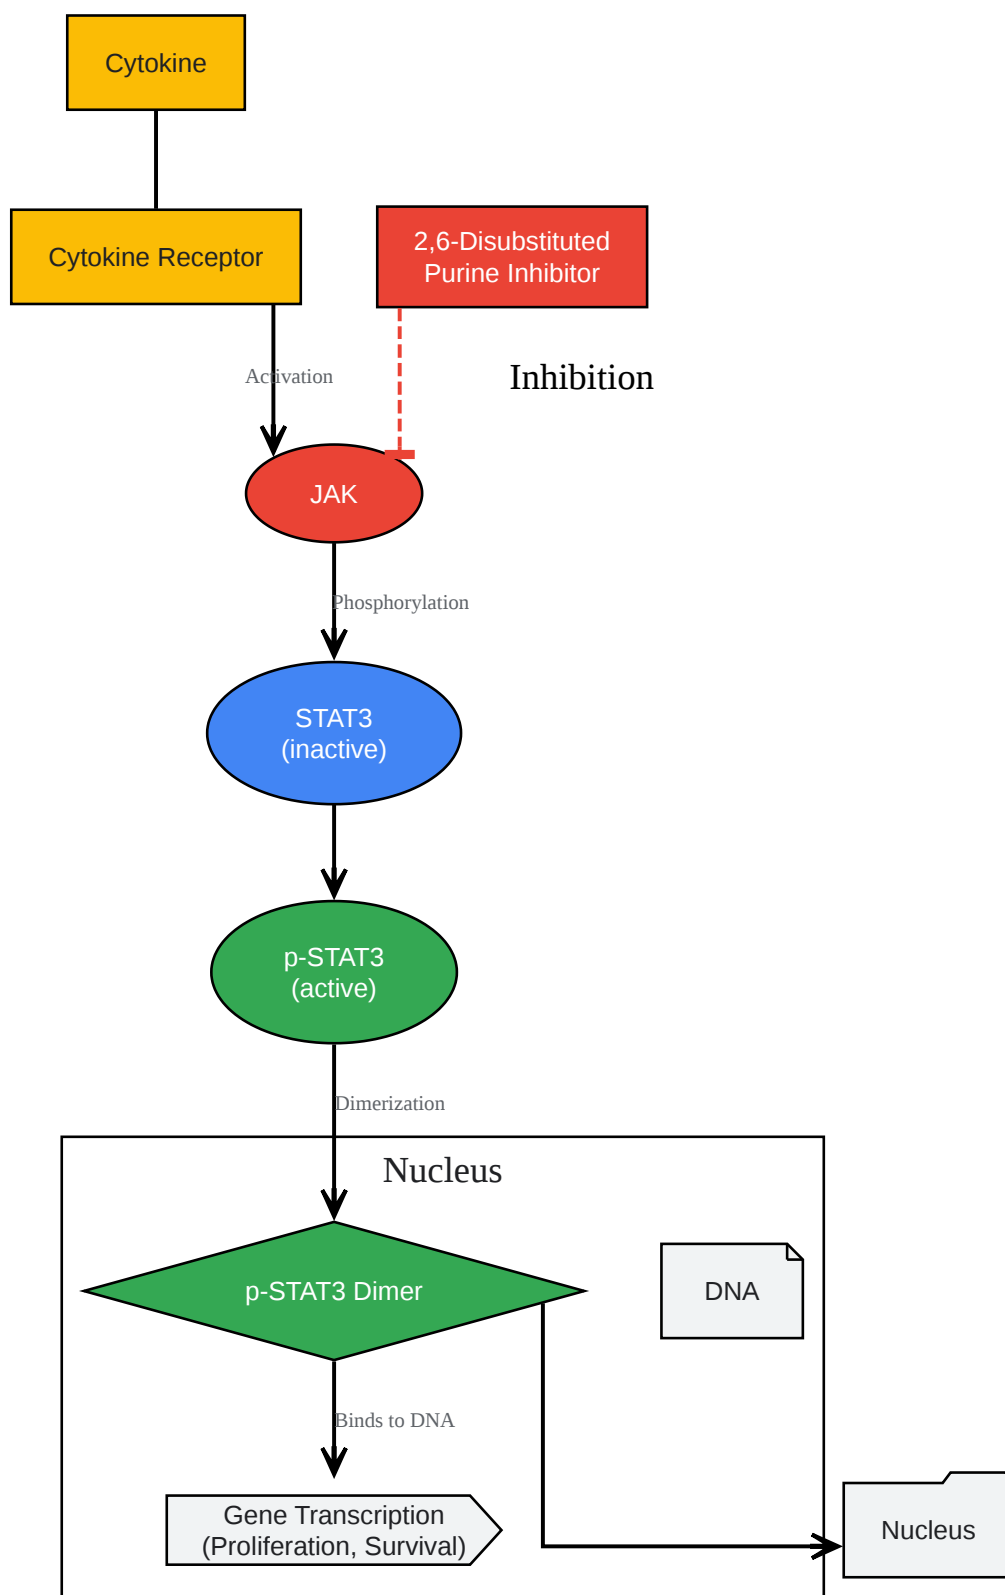 Cytokine
Cytokine Receptor
2,6-Disubstituted
Purine Inhibitor
Activation
Inhibition
JAK
Phosphorylation
STAT3
(inactive)
p-STAT3
(active)
Dimerization
Nucleus
p-STAT3 Dimer
DNA
Binds to DNA
Gene Transcription
(Proliferation, Survival)
Nucleus